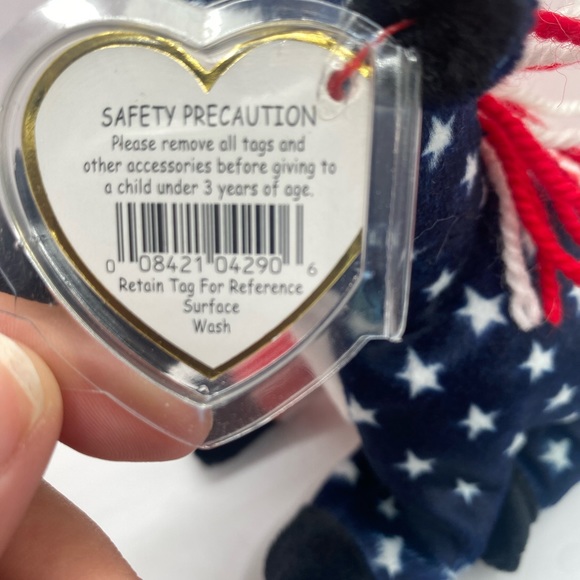 SAFETY PRECAUTION
Please remove all tags and
other accessories before giving to
a child under 3 years of age.
0 08421 04290 6
Retain Tag For Reference
Surface
Wash